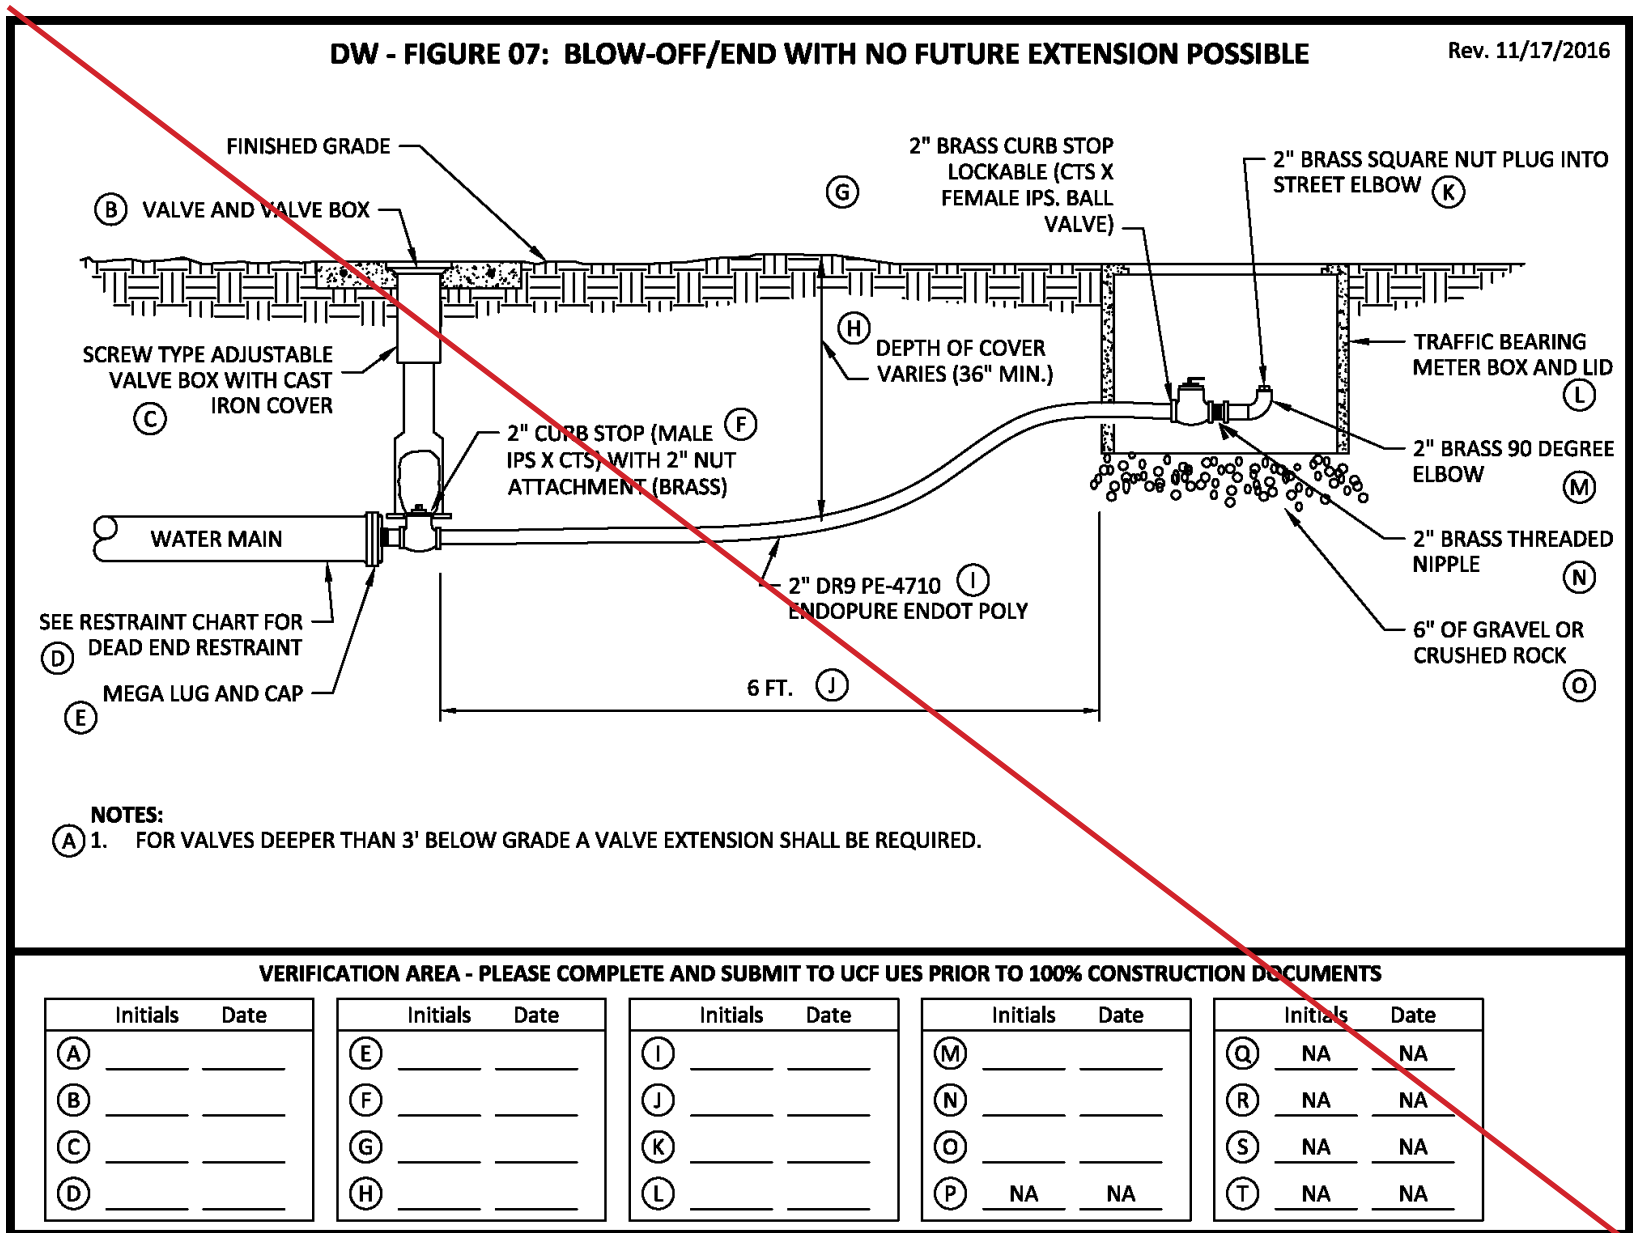 DW - FIGURE 07:  BLOW-OFF/END WITH NO FUTURE EXTENSION POSSIBLE
Rev. 11/17/2016
FINISHED GRADE
B VALVE AND VALVE BOX
SCREW TYPE ADJUSTABLE
VALVE BOX WITH CAST
IRON COVER
C
2" CURB STOP (MALE F
IPS X CTS) WITH 2" NUT
ATTACHMENT (BRASS)
WATER MAIN
SEE RESTRAINT CHART FOR
D DEAD END RESTRAINT
MEGA LUG AND CAP
E
G
2" BRASS CURB STOP
LOCKABLE (CTS X
FEMALE IPS. BALL
VALVE)
H
DEPTH OF COVER
VARIES (36" MIN.)
2" DR9 PE-4710 I
ENDOPURE ENDOT POLY
6 FT. J
2" BRASS SQUARE NUT PLUG INTO
STREET ELBOW K
TRAFFIC BEARING
METER BOX AND LID
L
2" BRASS 90 DEGREE
ELBOW
M
2" BRASS THREADED
NIPPLE
N
6" OF GRAVEL OR
CRUSHED ROCK
O
NOTES:
A 1. FOR VALVES DEEPER THAN 3' BELOW GRADE A VALVE EXTENSION SHALL BE REQUIRED.
VERIFICATION AREA - PLEASE COMPLETE AND SUBMIT TO UCF UES PRIOR TO 100% CONSTRUCTION DOCUMENTS
Initials Date
A
B
C
D
Initials Date
E
F
G
H
Initials Date
I
J
K
L
Initials Date
M
N
O
P NA NA
Initials Date
Q NA NA
R NA NA
S NA NA
T NA NA